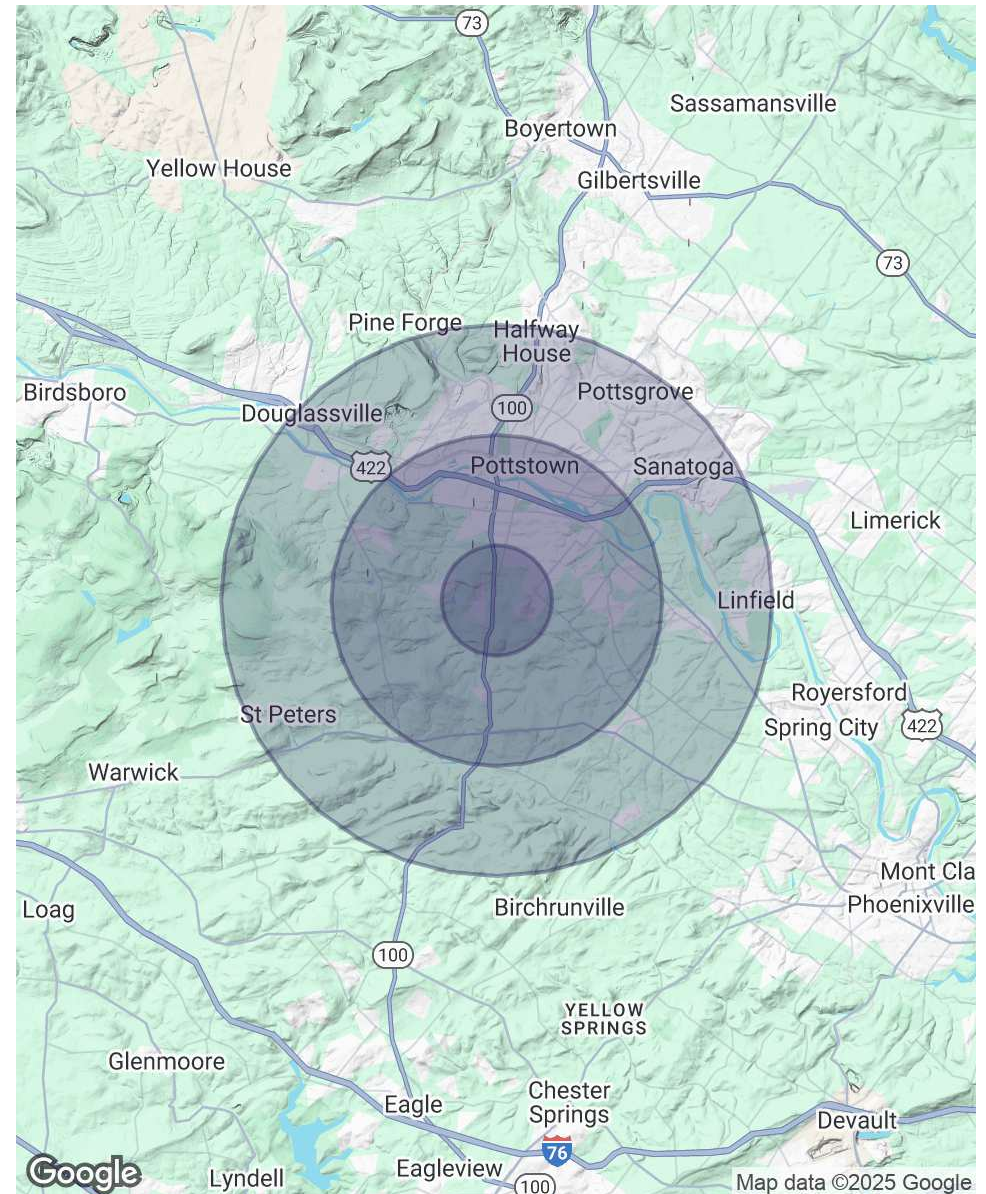 73
Sassamansville
Boyertown
Yellow House
Gilbertsville
73
Pine Forge
Halfway
House
Birdsboro
Pottsgrove
100
Douglassville
422
Pottstown
Sanatoga
Limerick
Linfield
Royersford
St Peters
Spring City
422
Warwick
Mont Cla
Phoenixville
Loag
Birchrunville
100
YELLOW
SPRINGS
Glenmoore
Chester
Springs
Eagle
Devault
76
Eagleview
Google
Lyndell
100
Map data ©2025 Google